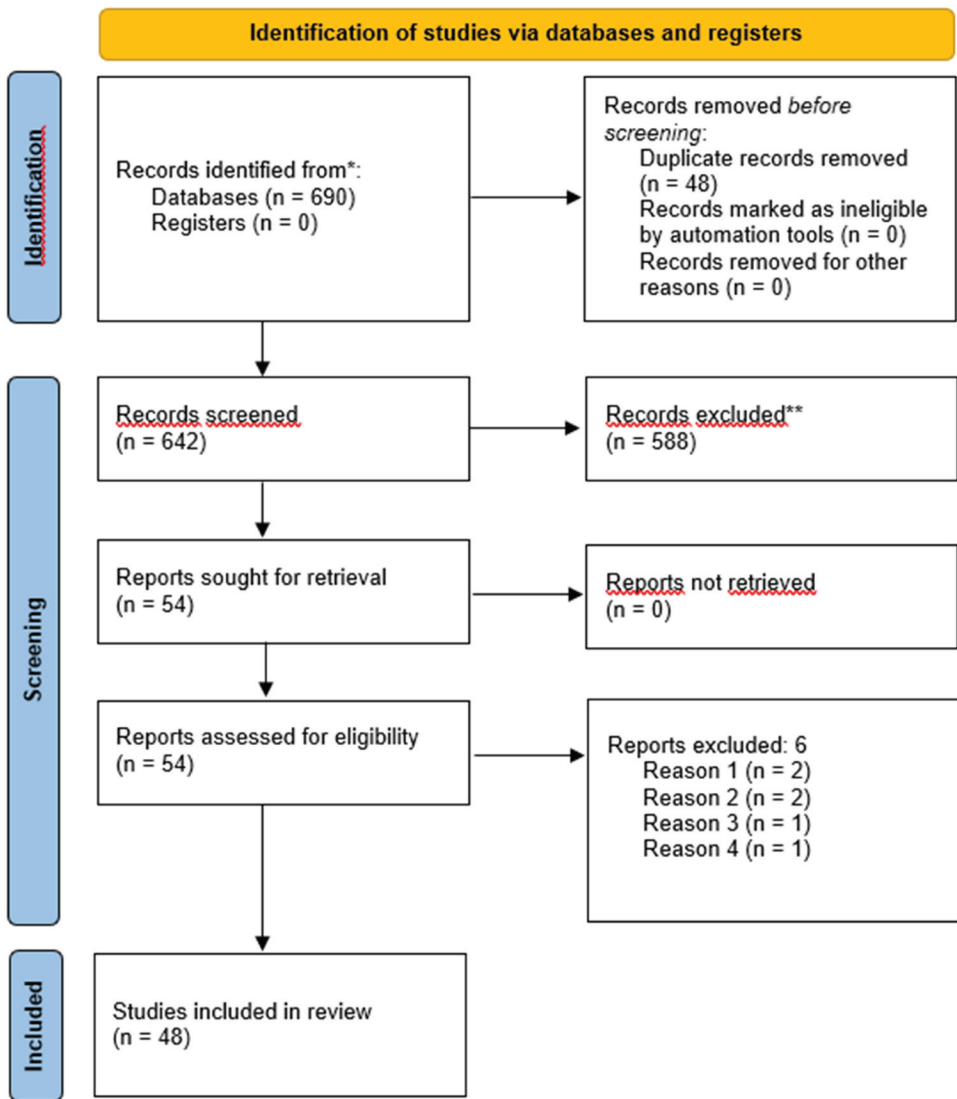 Identification of studies via databases and registers
Identification
Records identified from*:
Databases (n = 690)
Registers (n = 0)
Records removed before
screening:
Duplicate records removed
(n = 48)
Records marked as ineligible
by automation tools (n = 0)
Records removed for other
reasons (n = 0)
Screening
Records screened
(n = 642)
Records excluded**
(n = 588)
Reports sought for retrieval
(n = 54)
Reports not retrieved
(n = 0)
Reports assessed for eligibility
(n = 54)
Reports excluded: 6
Reason 1 (n = 2)
Reason 2 (n = 2)
Reason 3 (n = 1)
Reason 4 (n = 1)
Included
Studies included in review
(n = 48)